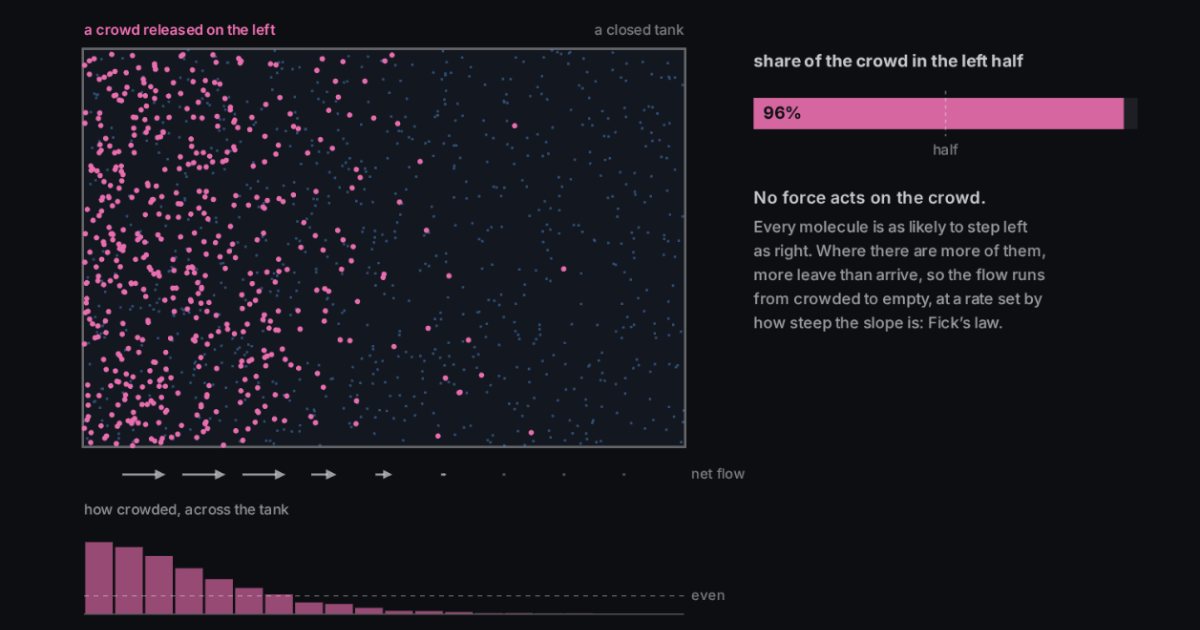 a crowd released on the left
a closed tank
share of the crowd in the left half
96%
half
No force acts on the crowd.
Every molecule is as likely to step left
as right. Where there are more of them,
more leave than arrive, so the flow runs
from crowded to empty, at a rate set by
how steep the slope is: Fick’s law.
net flow
how crowded, across the tank
even